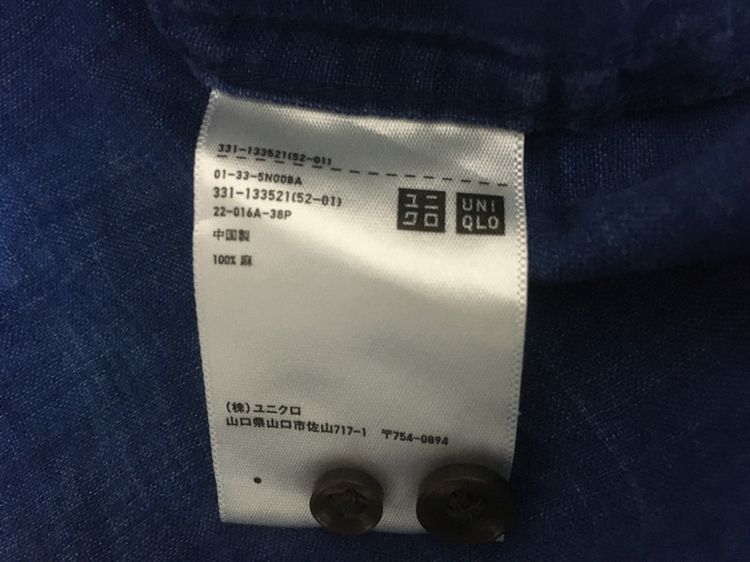 331-133521(52-01)
01-33-5N008A
331-133521(52-01)
22-016A-38P
中国製
100% 麻
ユニ
クロ
UNI
QLO
(株)ユニクロ
山口県山口市佐山717-1 〒754-0894